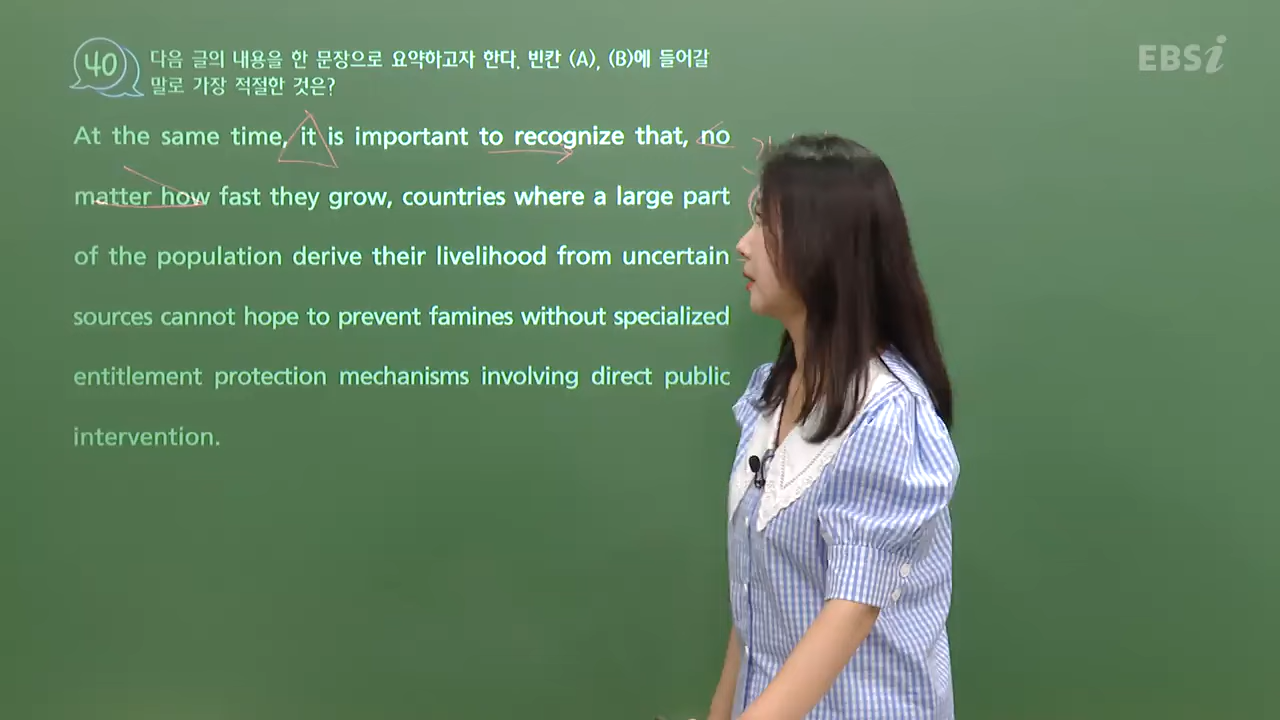 40
다음 글의 내용을 한 문장으로 요약하고자 한다. 빈칸 (A), (B)에 들어갈
말로 가장 적절한 것은?
EBSi
At the same time, it is important to recognize that, no
matter how fast they grow, countries where a large part
of the population derive their livelihood from uncertain
sources cannot hope to prevent famines without specialized
entitlement protection mechanisms involving direct public
intervention.